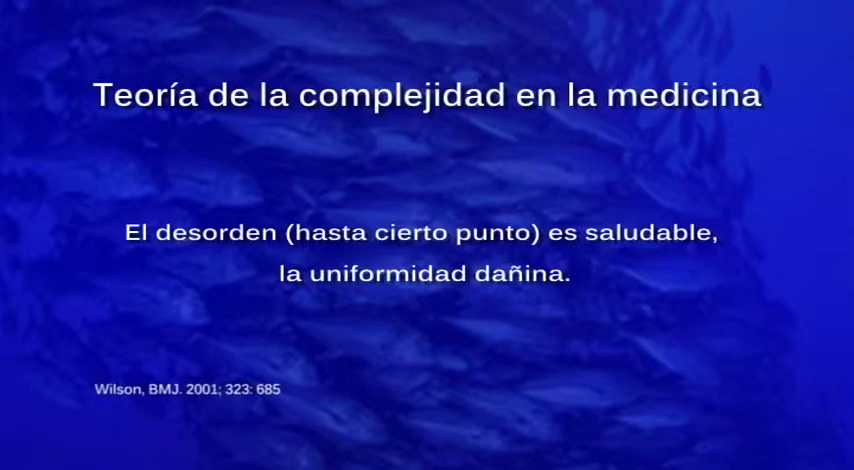 Teoría de la complejidad en la medicina
El desorden (hasta cierto punto) es saludable,
la uniformidad dañina.
Wilson, BMJ. 2001; 323: 685